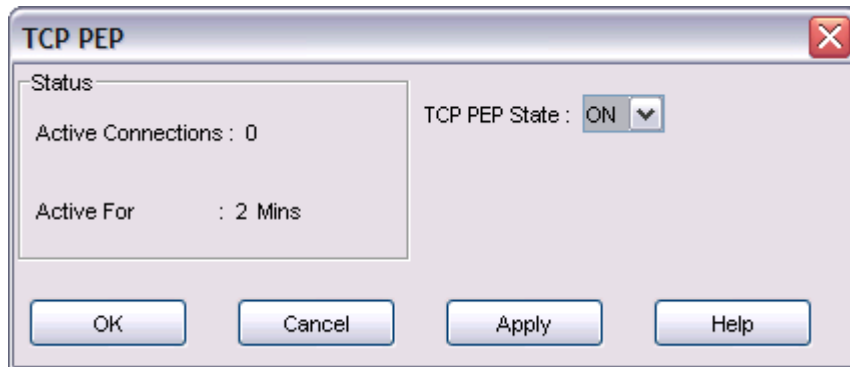 TCP PEP
Status
Active Connections : 0
Active For : 2 Mins
TCP PEP State : ON
OK Cancel Apply Help